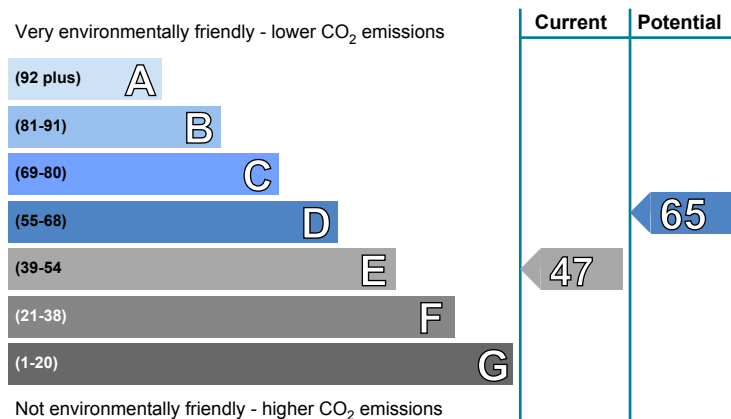 Current Potential
Very environmentally friendly - lower CO2 emissions
(92 plus) A
(81-91) B
(69-80) C
(55-68) D
65
(39-54 E
47
(21-38) F
(1-20) G
Not environmentally friendly - higher CO2 emissions